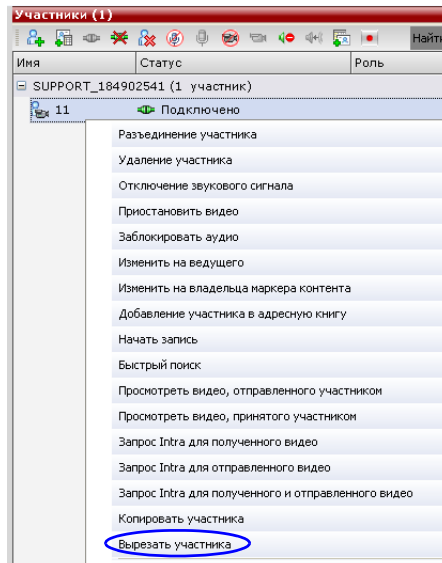 Участники (1)
Найти
Имя Статус Роль
SUPPORT_184902541 (1 участник)
11 Подключено
Разъединение участника
Удаление участника
Отключение звукового сигнала
Приостановить видео
Заблокировать аудио
Изменить на ведущего
Изменить на владельца маркера контента
Добавление участника в адресную книгу
Начать запись
Быстрый поиск
Просмотреть видео, отправленного участником
Просмотреть видео, принятого участником
Запрос Intra для полученного видео
Запрос Intra для отправленного видео
Запрос Intra для полученного и отправленного видео
Копировать участника
Вырезать участника